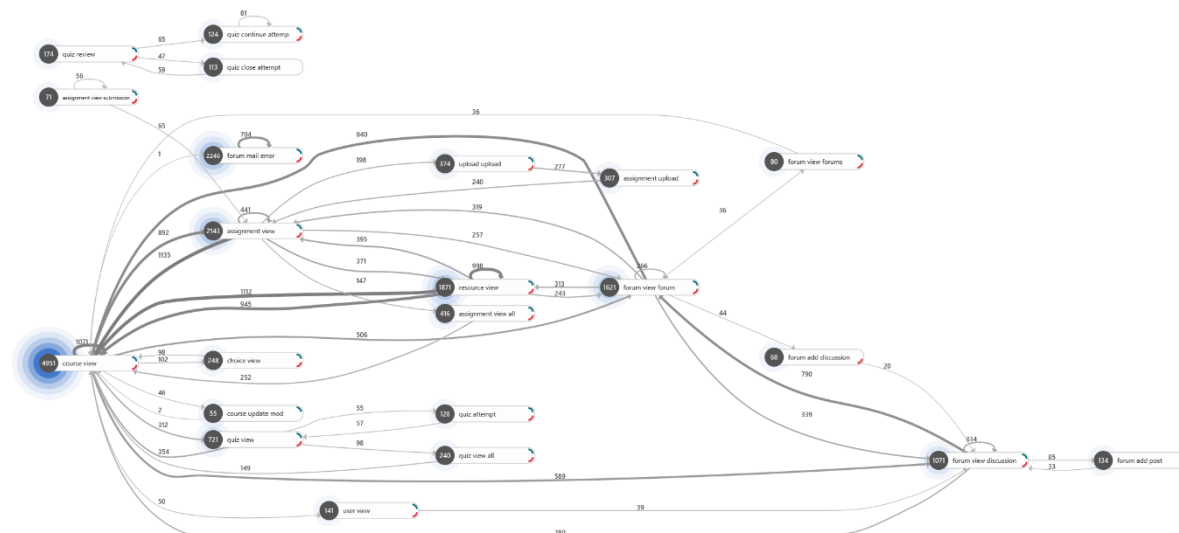 81
124 quiz continue attemp
65
174 quiz review
47
113 quiz close attempt
59
56
71 assignment view submission
65
36
704
840
2246 forum mail error
1
198
374 upload upload
277
307 assignment upload
80 forum view forums
240
441
319
36
2143 assignment view
892
257
395
1135
371
998
266
147
1871 resource view
313
1621 forum view forum
1112
243
945
416 assignment view all
44
506
1071
98
4951 course view
102
248 choice view
68 forum add discussion
20
252
790
46
55
55 course update mod
128 quiz attempt
2
339
312
57
721 quiz view
98
334
354
240 quiz view all
149
1071 forum view discussion
85
134 forum add post
33
589
50
141 user view
39
280